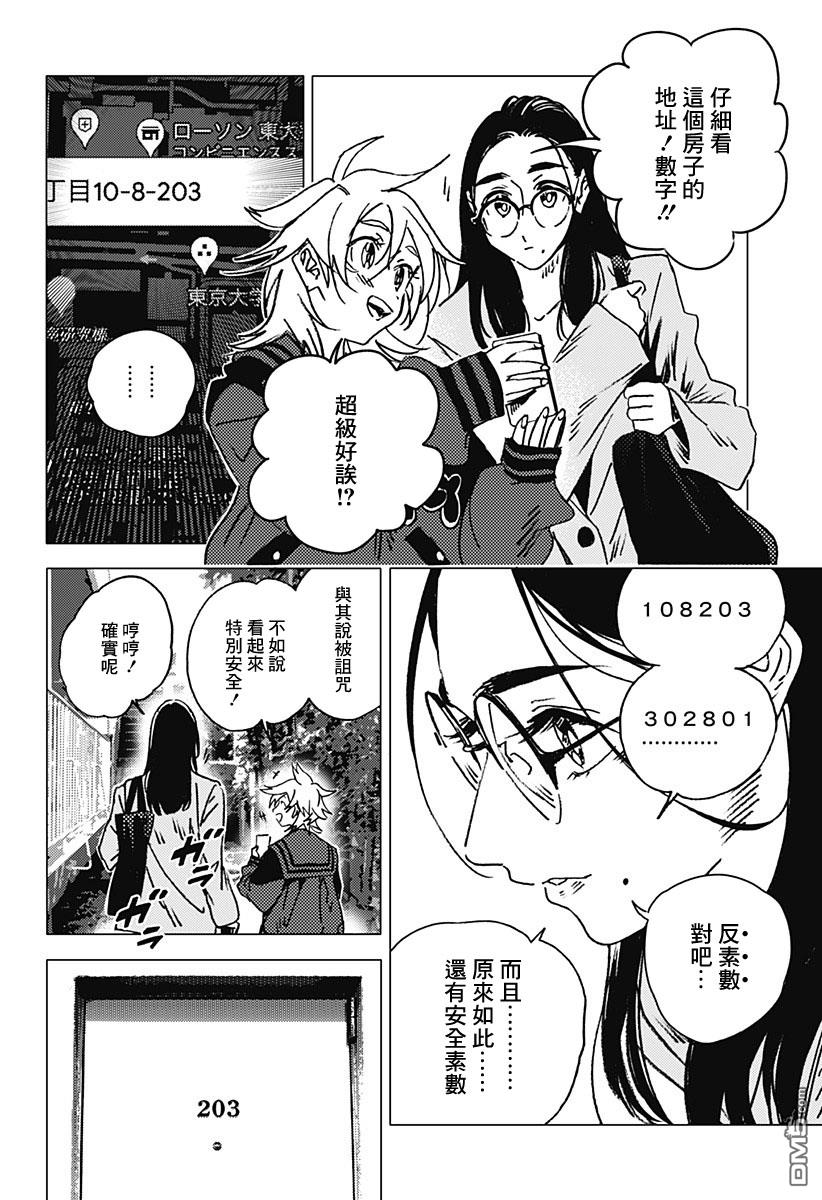 仔細看
這個房子的
地址！數字!!
超級好誒!?
ローソン 東大
コンビニエンスス
丁目10-8-203
東京大学
⋯⋯
108203
302801
⋯⋯⋯⋯
反素數
對吧⋯
而且⋯⋯⋯
原來如此⋯⋯
還有安全素數
與其說被詛咒
不如說
看起來
特別安全！
哼哼！
確實呢
ガラ
ガラ
203
DM5.com